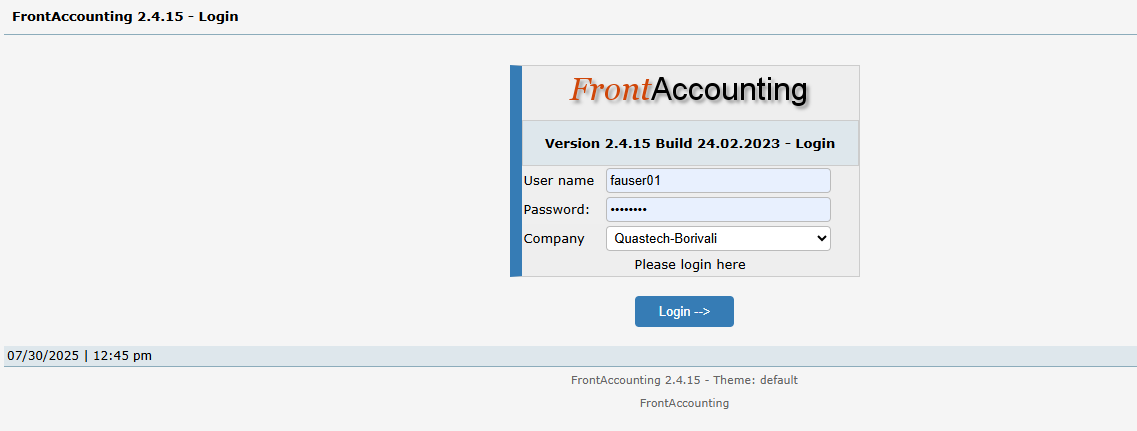 FrontAccounting 2.4.15 - Login
FrontAccounting
Version 2.4.15 Build 24.02.2023 - Login
User name fauser01
Password: ••••••••
Company Quastech-Borivali
Please login here
Login -->
07/30/2025 | 12:45 pm
FrontAccounting 2.4.15 - Theme: default
FrontAccounting